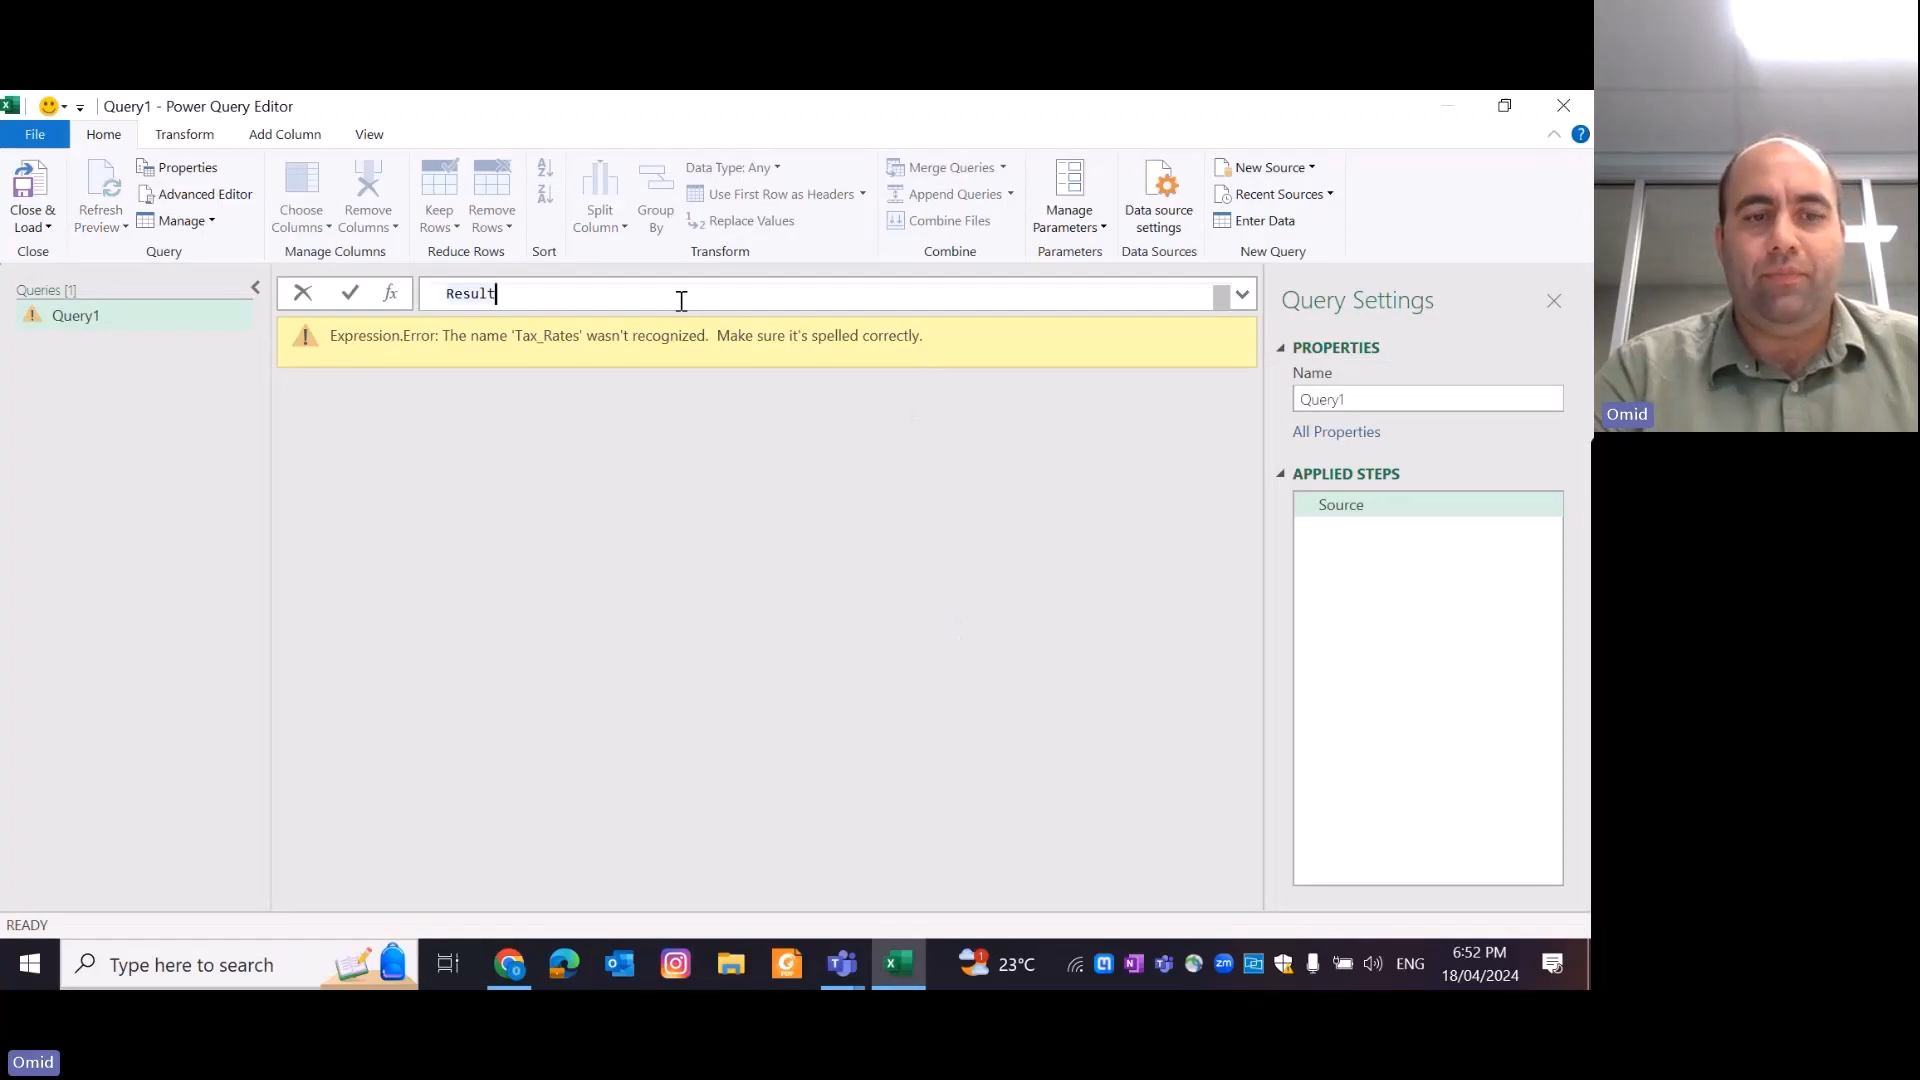 Query1 - Power Query Editor
File
Home
Transform
Add Column
View
Close &
Load
Close
Refresh
Preview
Properties
Advanced Editor
Manage
Query
Choose
Columns
Remove
Columns
Manage Columns
Keep
Rows
Remove
Rows
Reduce Rows
Sort
Split
Column
Group
By
Data Type: Any
Use First Row as Headers
Replace Values
Transform
Merge Queries
Append Queries
Combine Files
Combine
Manage
Parameters
Parameters
Data source
settings
Data Sources
New Source
Recent Sources
Enter Data
New Query
Queries [1]
Query1
fx
Result
Expression.Error: The name 'Tax_Rates' wasn't recognized.  Make sure it's spelled correctly.
Query Settings
PROPERTIES
Name
Query1
All Properties
APPLIED STEPS
Source
READY
Type here to search
23°C
ENG
6:52 PM
18/04/2024
Omid
Omid